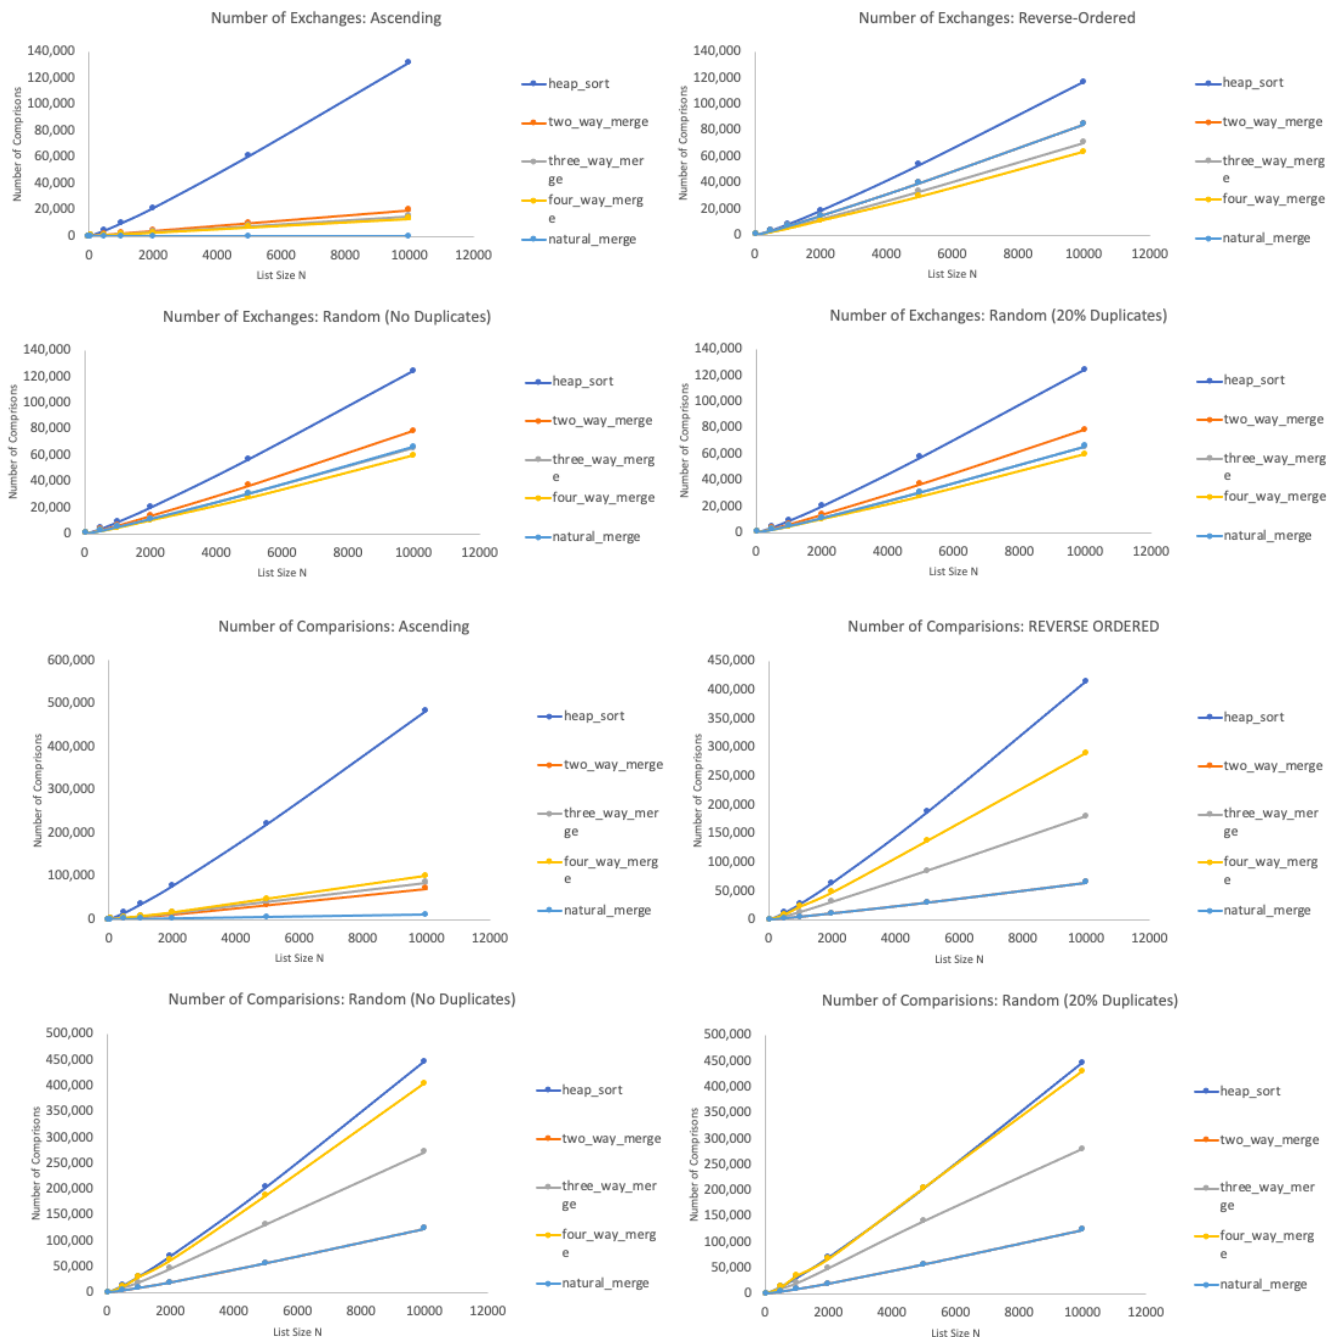 Number of Exchanges: Ascending
140,000
120,000
100,000
80,000
60,000
40,000
20,000
0
Number of Comprisons
0 2000 4000 6000 8000 10000 12000
List Size N
heap_sort
two_way_merge
three_way_mer
ge
four_way_merg
e
natural_merge
Number of Exchanges: Reverse-Ordered
140,000
120,000
100,000
80,000
60,000
40,000
20,000
0
Number of Comprisons
0 2000 4000 6000 8000 10000 12000
List Size N
heap_sort
two_way_merge
three_way_merg
e
four_way_merge
natural_merge
Number of Exchanges: Random (No Duplicates)
140,000
120,000
100,000
80,000
60,000
40,000
20,000
0
Number of Comprisons
0 2000 4000 6000 8000 10000 12000
List Size N
heap_sort
two_way_merge
three_way_merg
e
four_way_merge
natural_merge
Number of Exchanges: Random (20% Duplicates)
140,000
120,000
100,000
80,000
60,000
40,000
20,000
0
Number of Comprisons
0 2000 4000 6000 8000 10000 12000
List Size N
heap_sort
two_way_merge
three_way_merge
four_way_merge
natural_merge
Number of Comparisions: Ascending
600,000
500,000
400,000
300,000
200,000
100,000
0
Number of Comprisons
0 2000 4000 6000 8000 10000 12000
List Size N
heap_sort
two_way_merge
three_way_mer
ge
four_way_merg
e
natural_merge
Number of Comparisions: REVERSE ORDERED
450,000
400,000
350,000
300,000
250,000
200,000
150,000
100,000
50,000
0
Number of Comprisons
0 2000 4000 6000 8000 10000 12000
List Size N
heap_sort
two_way_merge
three_way_mer
ge
four_way_merg
e
natural_merge
Number of Comparisions: Random (No Duplicates)
500,000
450,000
400,000
350,000
300,000
250,000
200,000
150,000
100,000
50,000
0
Number of Comprisons
0 2000 4000 6000 8000 10000 12000
List Size N
heap_sort
two_way_merge
three_way_mer
ge
four_way_merg
e
natural_merge
Number of Comparisions: Random (20% Duplicates)
500,000
450,000
400,000
350,000
300,000
250,000
200,000
150,000
100,000
50,000
0
Number of Comprisons
0 2000 4000 6000 8000 10000 12000
List Size N
heap_sort
two_way_merge
three_way_merg
e
four_way_merg
e
natural_merge